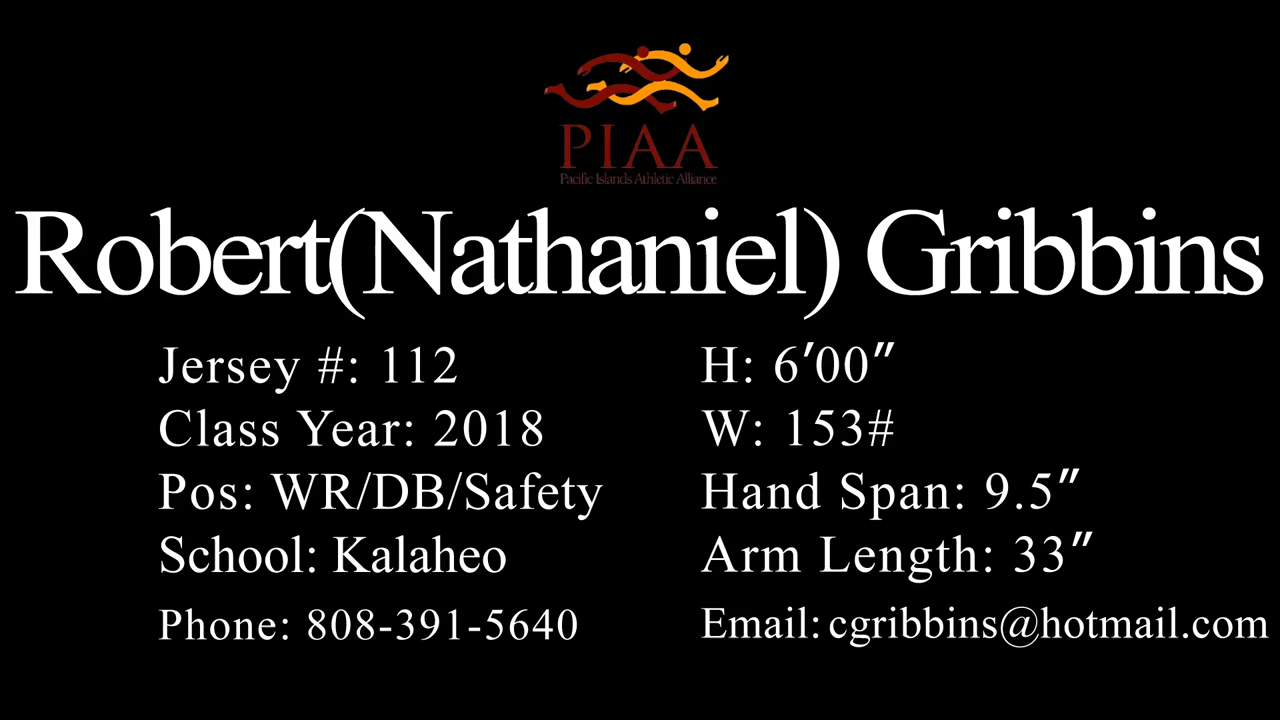 PIAA
Pacific Islands Athletic Alliance
Robert(Nathaniel) Gribbins
Jersey #: 112
Class Year: 2018
Pos: WR/DB/Safety
School: Kalaheo
Phone: 808-391-5640
H: 6′00″
W: 153#
Hand Span: 9.5″
Arm Length: 33″
Email: cgribbins@hotmail.com